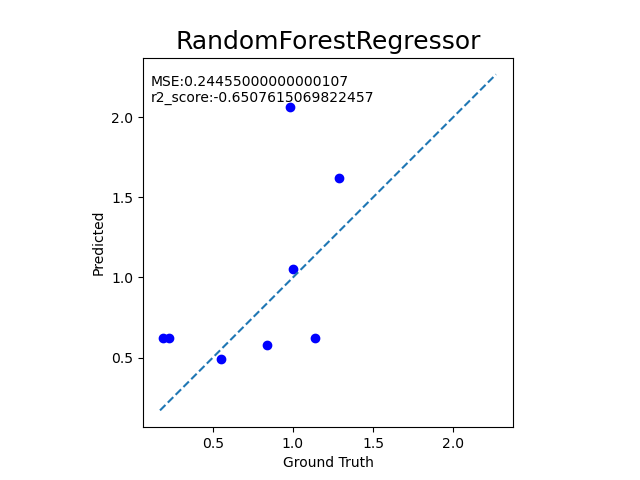 RandomForestRegressor
MSE:0.24455000000000107
r2_score:-0.6507615069822457
2.0
1.5
1.0
0.5
Predicted
0.5 1.0 1.5 2.0
Ground Truth